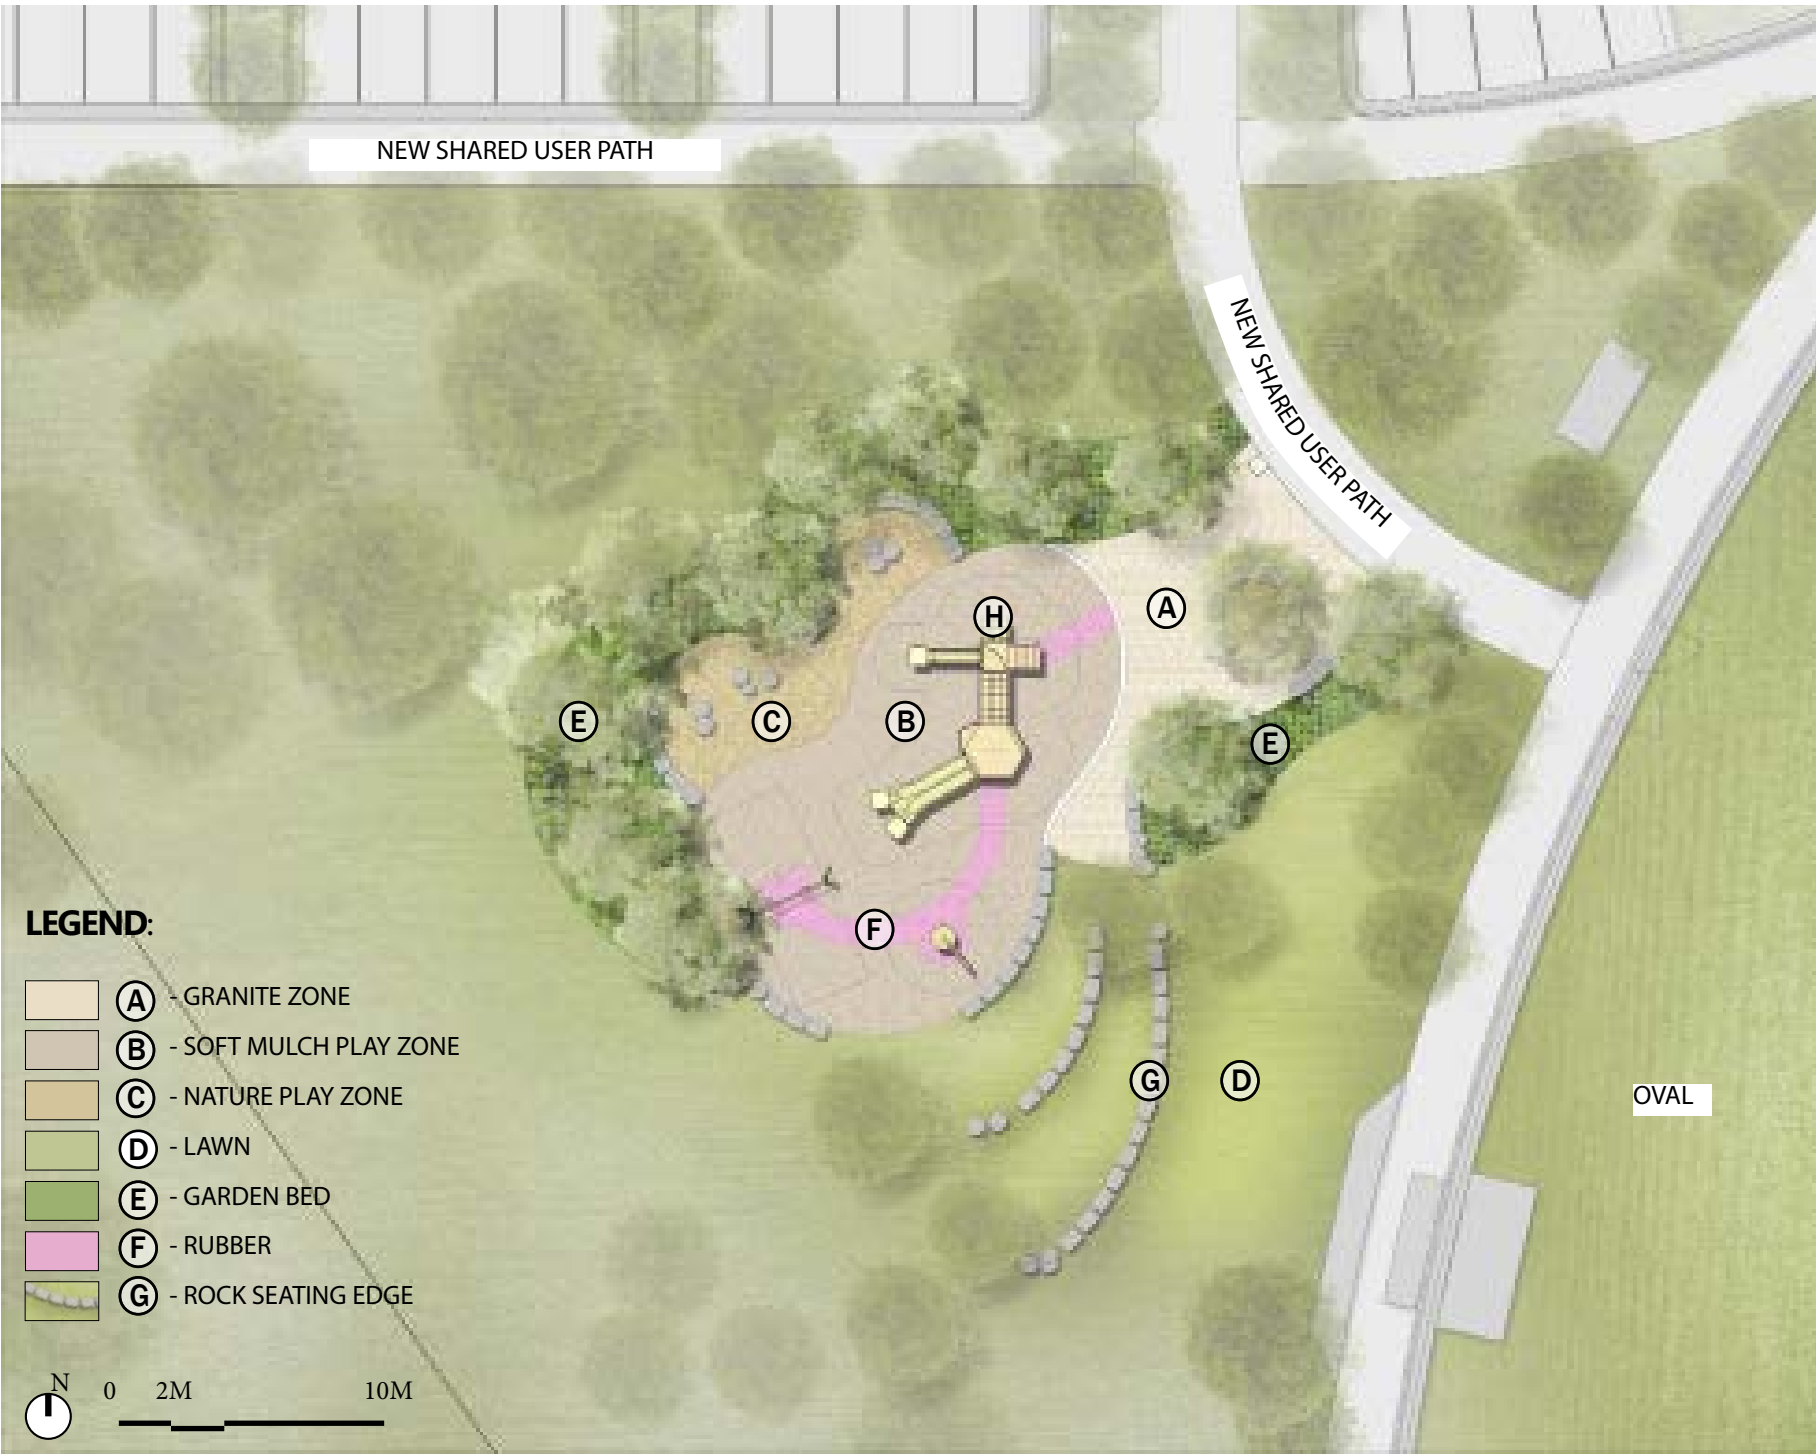 NEW SHARED USER PATH
NEW SHARED USER PATH
H
A
E
C
B
E
F
G
D
OVAL
LEGEND:
A - GRANITE ZONE
B - SOFT MULCH PLAY ZONE
C - NATURE PLAY ZONE
D - LAWN
E - GARDEN BED
F - RUBBER
G - ROCK SEATING EDGE
N 0 2M 10M